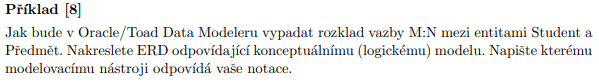 Příklad [8]
Jak bude v Oracle/Toad Data Modeleru vypadat rozklad vazby M:N mezi entitami Student a
Předmět. Nakreslete ERD odpovídající konceptuálnímu (logickému) modelu. Napište kterému
modelovacímu nástroji odpovídá vaše notace.